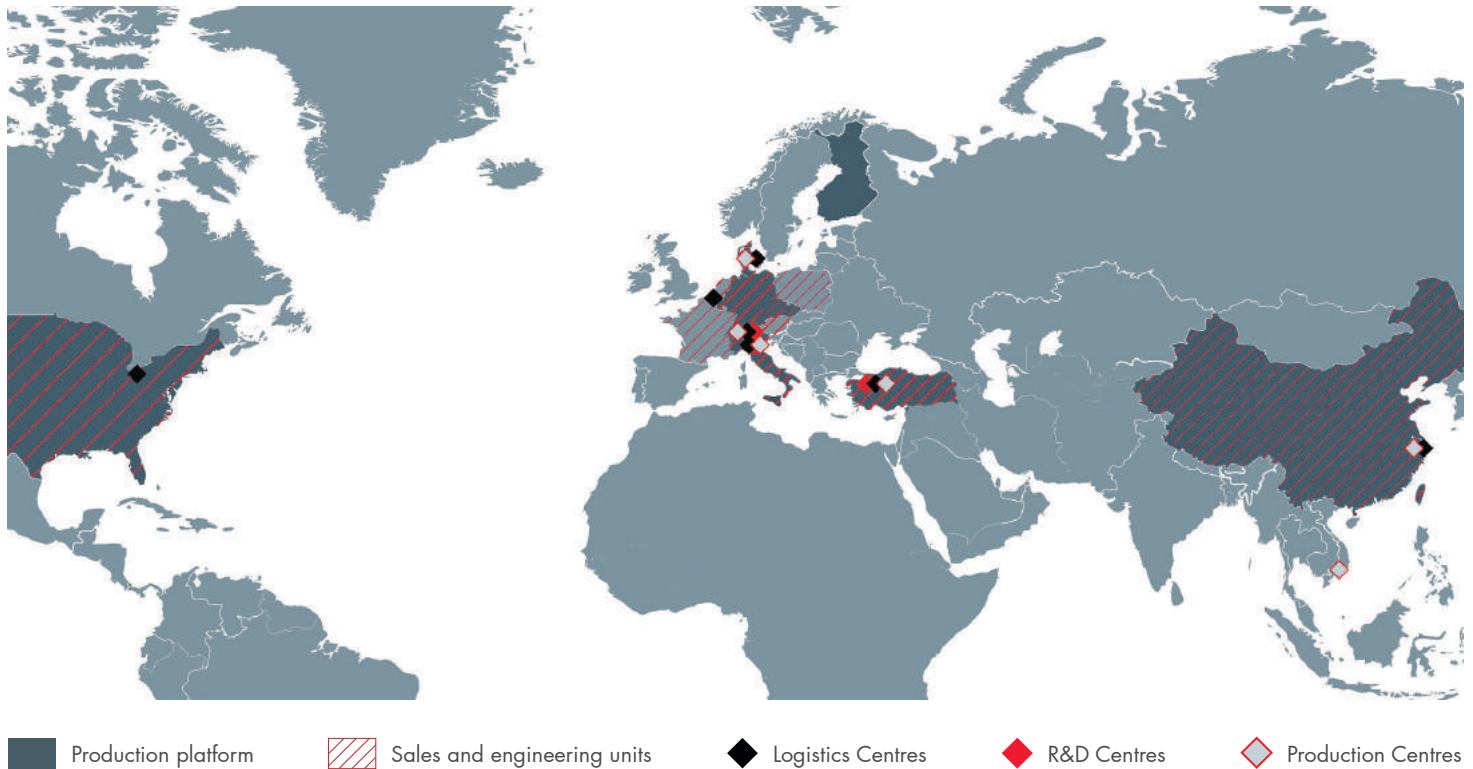 Production platform
Sales and engineering units
Logistics Centres
R&D Centres
Production Centres